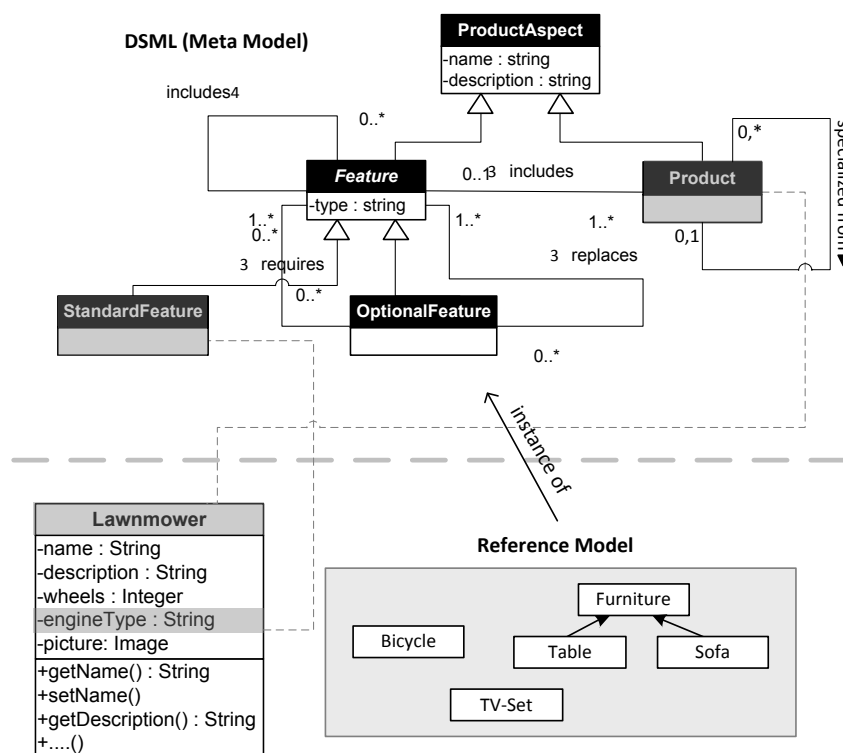 DSML (Meta Model)
ProductAspect
-name : string
-description : string
includes4
0..*
0,*
specialized from
Feature
-type : string
0..1
3 includes
Product
1..*
0..*
1..*
1..*
0,1
3 requires
3 replaces
0..*
StandardFeature
OptionalFeature
0..*
instance of
Lawnmower
-name : String
-description : String
-wheels : Integer
-engineType : String
-picture: Image
+getName() : String
+setName()
+getDescription() : String
+....()
Reference Model
Furniture
Bicycle
Table
Sofa
TV-Set